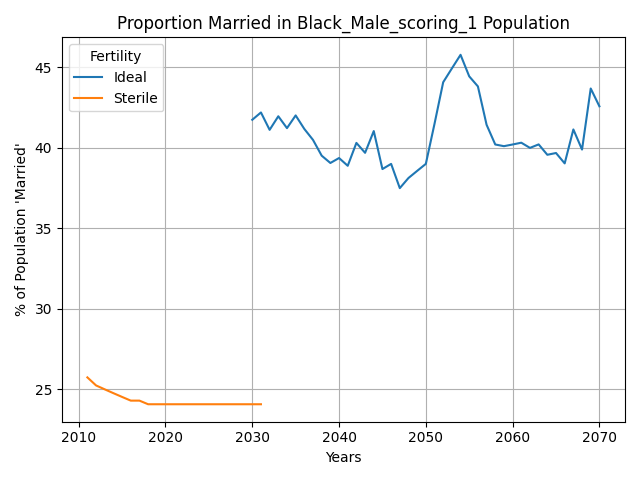 Proportion Married in Black_Male_scoring_1 Population
Fertility
Ideal
Sterile
% of Population 'Married'
45
40
35
30
25
2010 2020 2030 2040 2050 2060 2070
Years